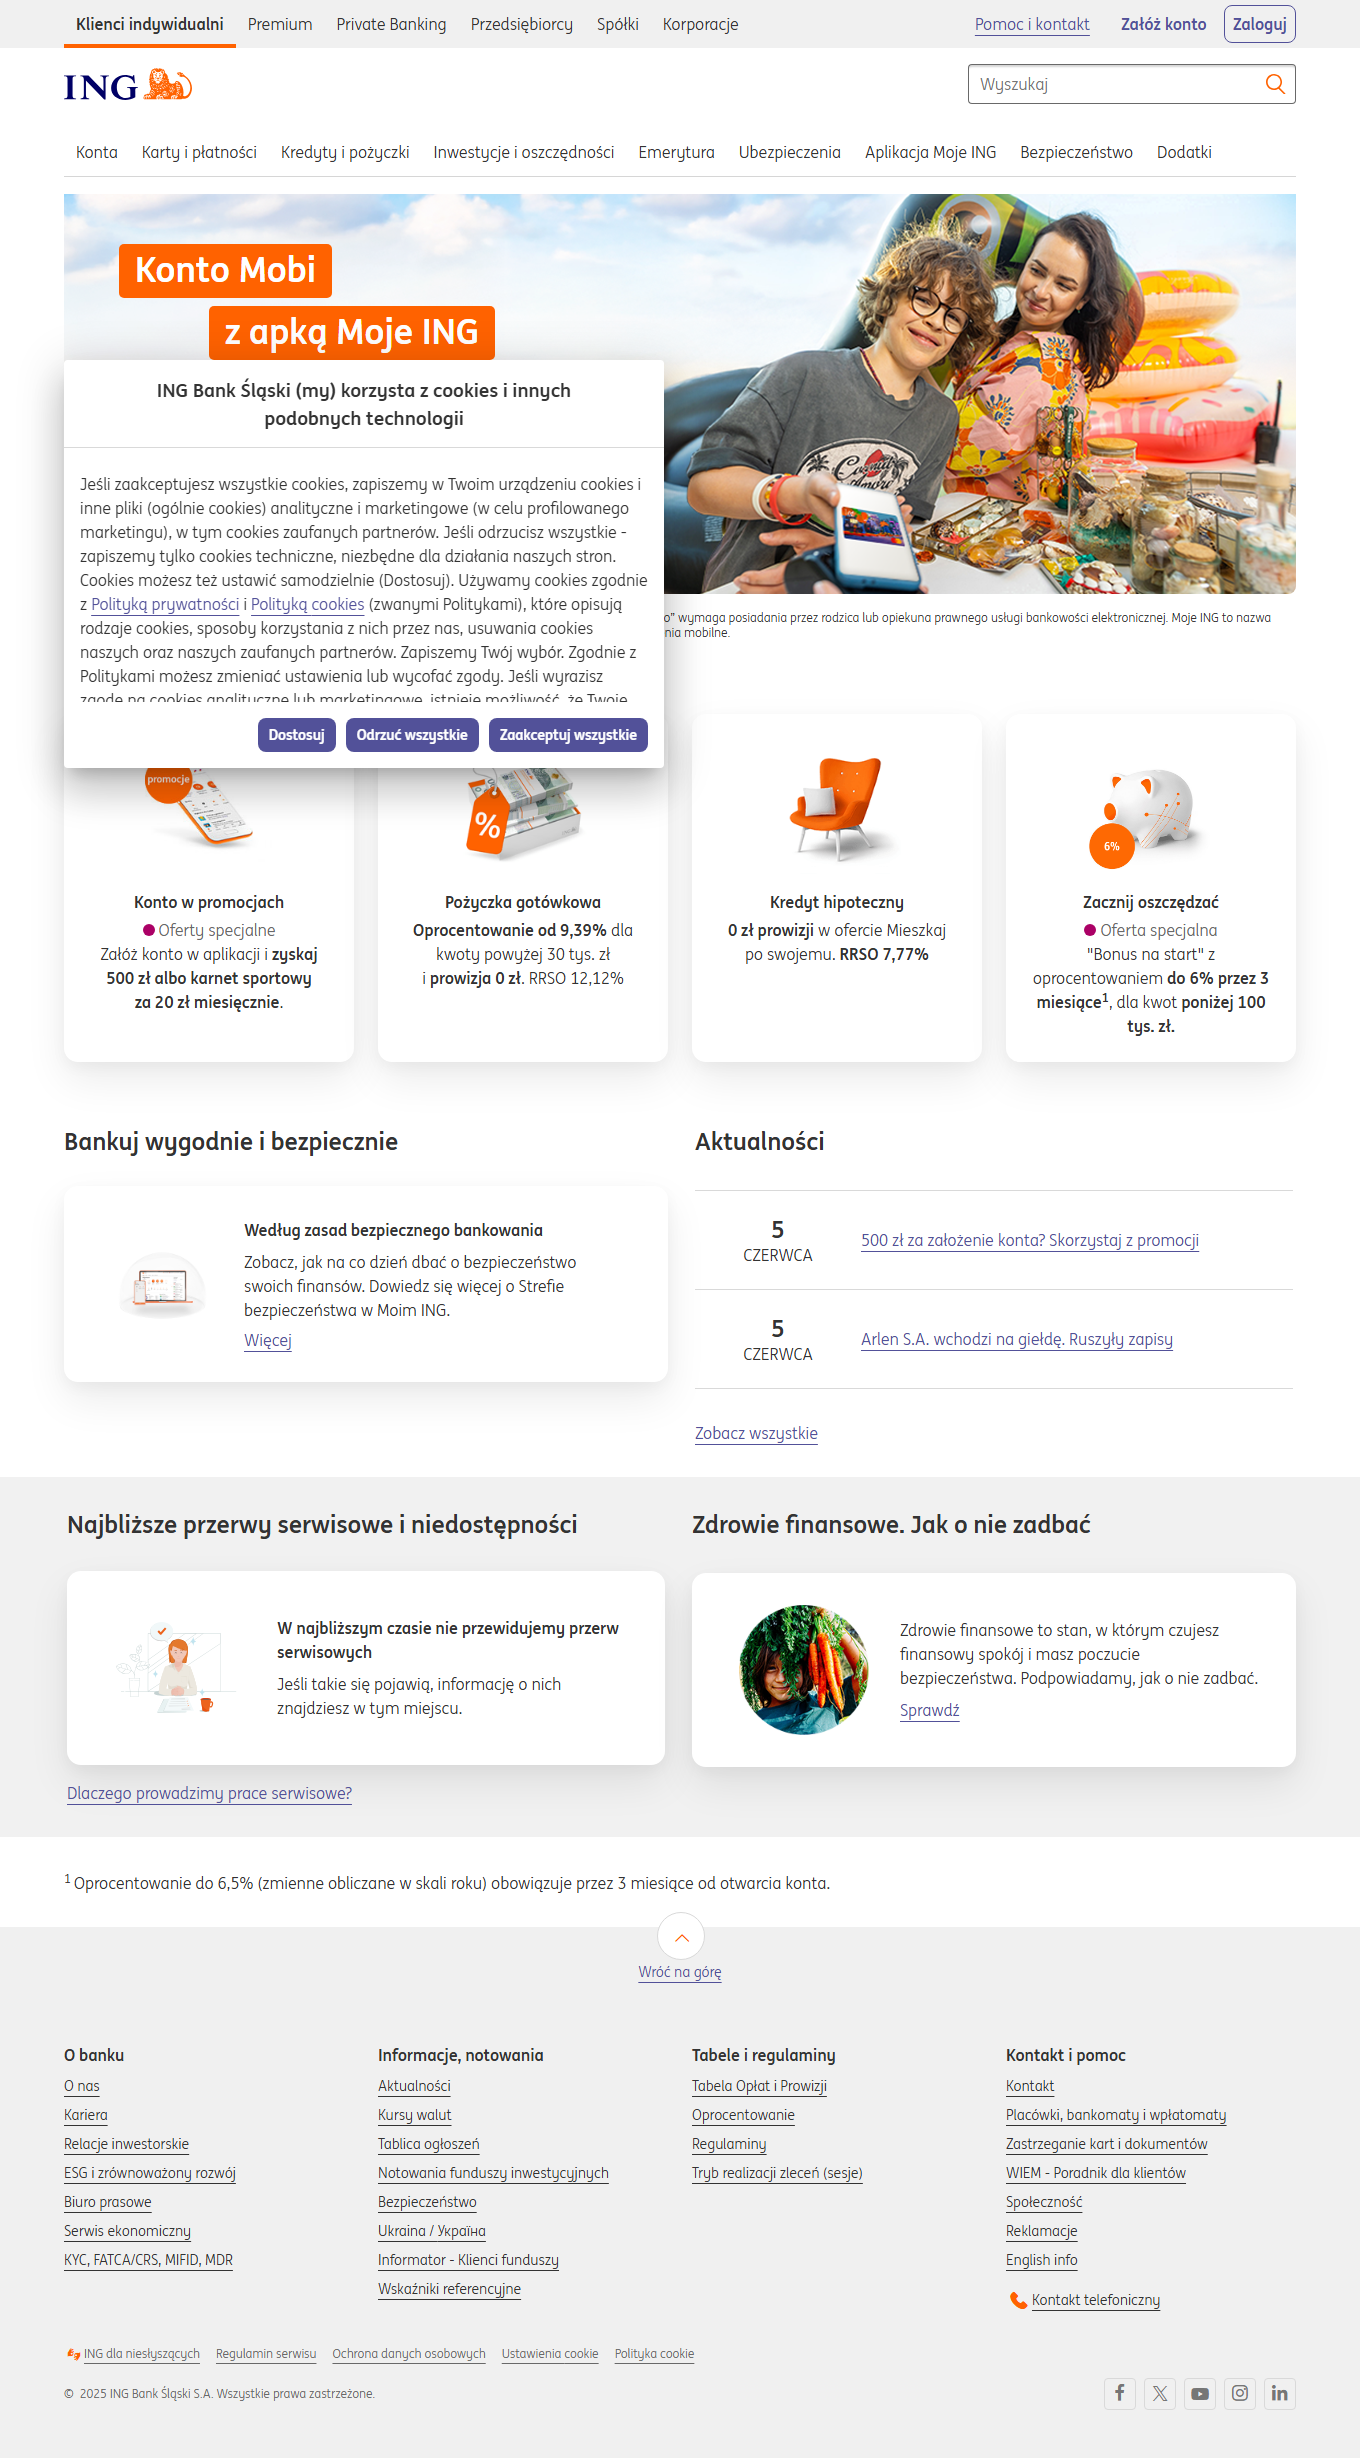 Klienci indywidualni Premium Private Banking Przedsiębiorcy Spółki Korporacje Pomoc i kontakt Załóż konto Zaloguj
ING Wyszukaj
Konta Karty i płatności Kredyty i pożyczki Inwestycje i oszczędności Emerytura Ubezpieczenia Aplikacja Moje ING Bezpieczeństwo Dodatki
Konto Mobi
z apką Moje ING
ING Bank Śląski (my) korzysta z cookies i innych
podobnych technologii
Jeśli zaakceptujesz wszystkie cookies, zapiszemy w Twoim urządzeniu cookies i
inne pliki (ogólnie cookies) analityczne i marketingowe (w celu profilowanego
marketingu), w tym cookies zaufanych partnerów. Jeśli odrzucisz wszystkie -
zapiszemy tylko cookies techniczne, niezbędne dla działania naszych stron.
Cookies możesz też ustawić samodzielnie (Dostosuj). Używamy cookies zgodnie
z Polityką prywatności i Polityką cookies (zwanymi Politykami), które opisują
rodzaje cookies, sposoby korzystania z nich przez nas, usuwania cookies
naszych oraz naszych zaufanych partnerów. Zapiszemy Twój wybór. Zgodnie z
Politykami możesz zmieniać ustawienia lub wycofać zgody. Jeśli wyrazisz
zgodę na cookies analityczne lub marketingowe, istnieje możliwość, że Twoje
Dostosuj Odrzuć wszystkie Zaakceptuj wszystkie
o" wymaga posiadania przez rodzica lub opiekuna prawnego usługi bankowości elektronicznej. Moje ING to nazwa
nia mobilne.
promocje
%
6%
Konto w promocjach
Oferty specjalne
Załóż konto w aplikacji i zyskaj
500 zł albo karnet sportowy
za 20 zł miesięcznie.
Pożyczka gotówkowa
Oprocentowanie od 9,39% dla
kwoty powyżej 30 tys. zł
i prowizja 0 zł. RRSO 12,12%
Kredyt hipoteczny
0 zł prowizji w ofercie Mieszkaj
po swojemu. RRSO 7,77%
Zacznij oszczędzać
Oferta specjalna
"Bonus na start" z
oprocentowaniem do 6% przez 3
miesiące1, dla kwot poniżej 100
tys. zł.
Bankuj wygodnie i bezpiecznie
Według zasad bezpiecznego bankowania
Zobacz, jak na co dzień dbać o bezpieczeństwo
swoich finansów. Dowiedz się więcej o Strefie
bezpieczeństwa w Moim ING.
Więcej
Aktualności
5
CZERWCA
500 zł za założenie konta? Skorzystaj z promocji
5
CZERWCA
Arlen S.A. wchodzi na giełdę. Ruszyły zapisy
Zobacz wszystkie
Najbliższe przerwy serwisowe i niedostępności
W najbliższym czasie nie przewidujemy przerw
serwisowych
Jeśli takie się pojawią, informację o nich
znajdziesz w tym miejscu.
Dlaczego prowadzimy prace serwisowe?
Zdrowie finansowe. Jak o nie zadbać
Zdrowie finansowe to stan, w którym czujesz
finansowy spokój i masz poczucie
bezpieczeństwa. Podpowiadamy, jak o nie zadbać.
Sprawdź
1 Oprocentowanie do 6,5% (zmienne obliczane w skali roku) obowiązuje przez 3 miesiące od otwarcia konta.
Wróć na górę
O banku
O nas
Kariera
Relacje inwestorskie
ESG i zrównoważony rozwój
Biuro prasowe
Serwis ekonomiczny
KYC, FATCA/CRS, MIFID, MDR
Informacje, notowania
Aktualności
Kursy walut
Tablica ogłoszeń
Notowania funduszy inwestycyjnych
Bezpieczeństwo
Ukraina / Україна
Informator - Klienci funduszy
Wskaźniki referencyjne
Tabele i regulaminy
Tabela Opłat i Prowizji
Oprocentowanie
Regulaminy
Tryb realizacji zleceń (sesje)
Kontakt i pomoc
Kontakt
Placówki, bankomaty i wpłatomaty
Zastrzeganie kart i dokumentów
WIEM - Poradnik dla klientów
Społeczność
Reklamacje
English info
Kontakt telefoniczny
ING dla niesłyszących Regulamin serwisu Ochrona danych osobowych Ustawienia cookie Polityka cookie
© 2025 ING Bank Śląski S.A. Wszystkie prawa zastrzeżone.